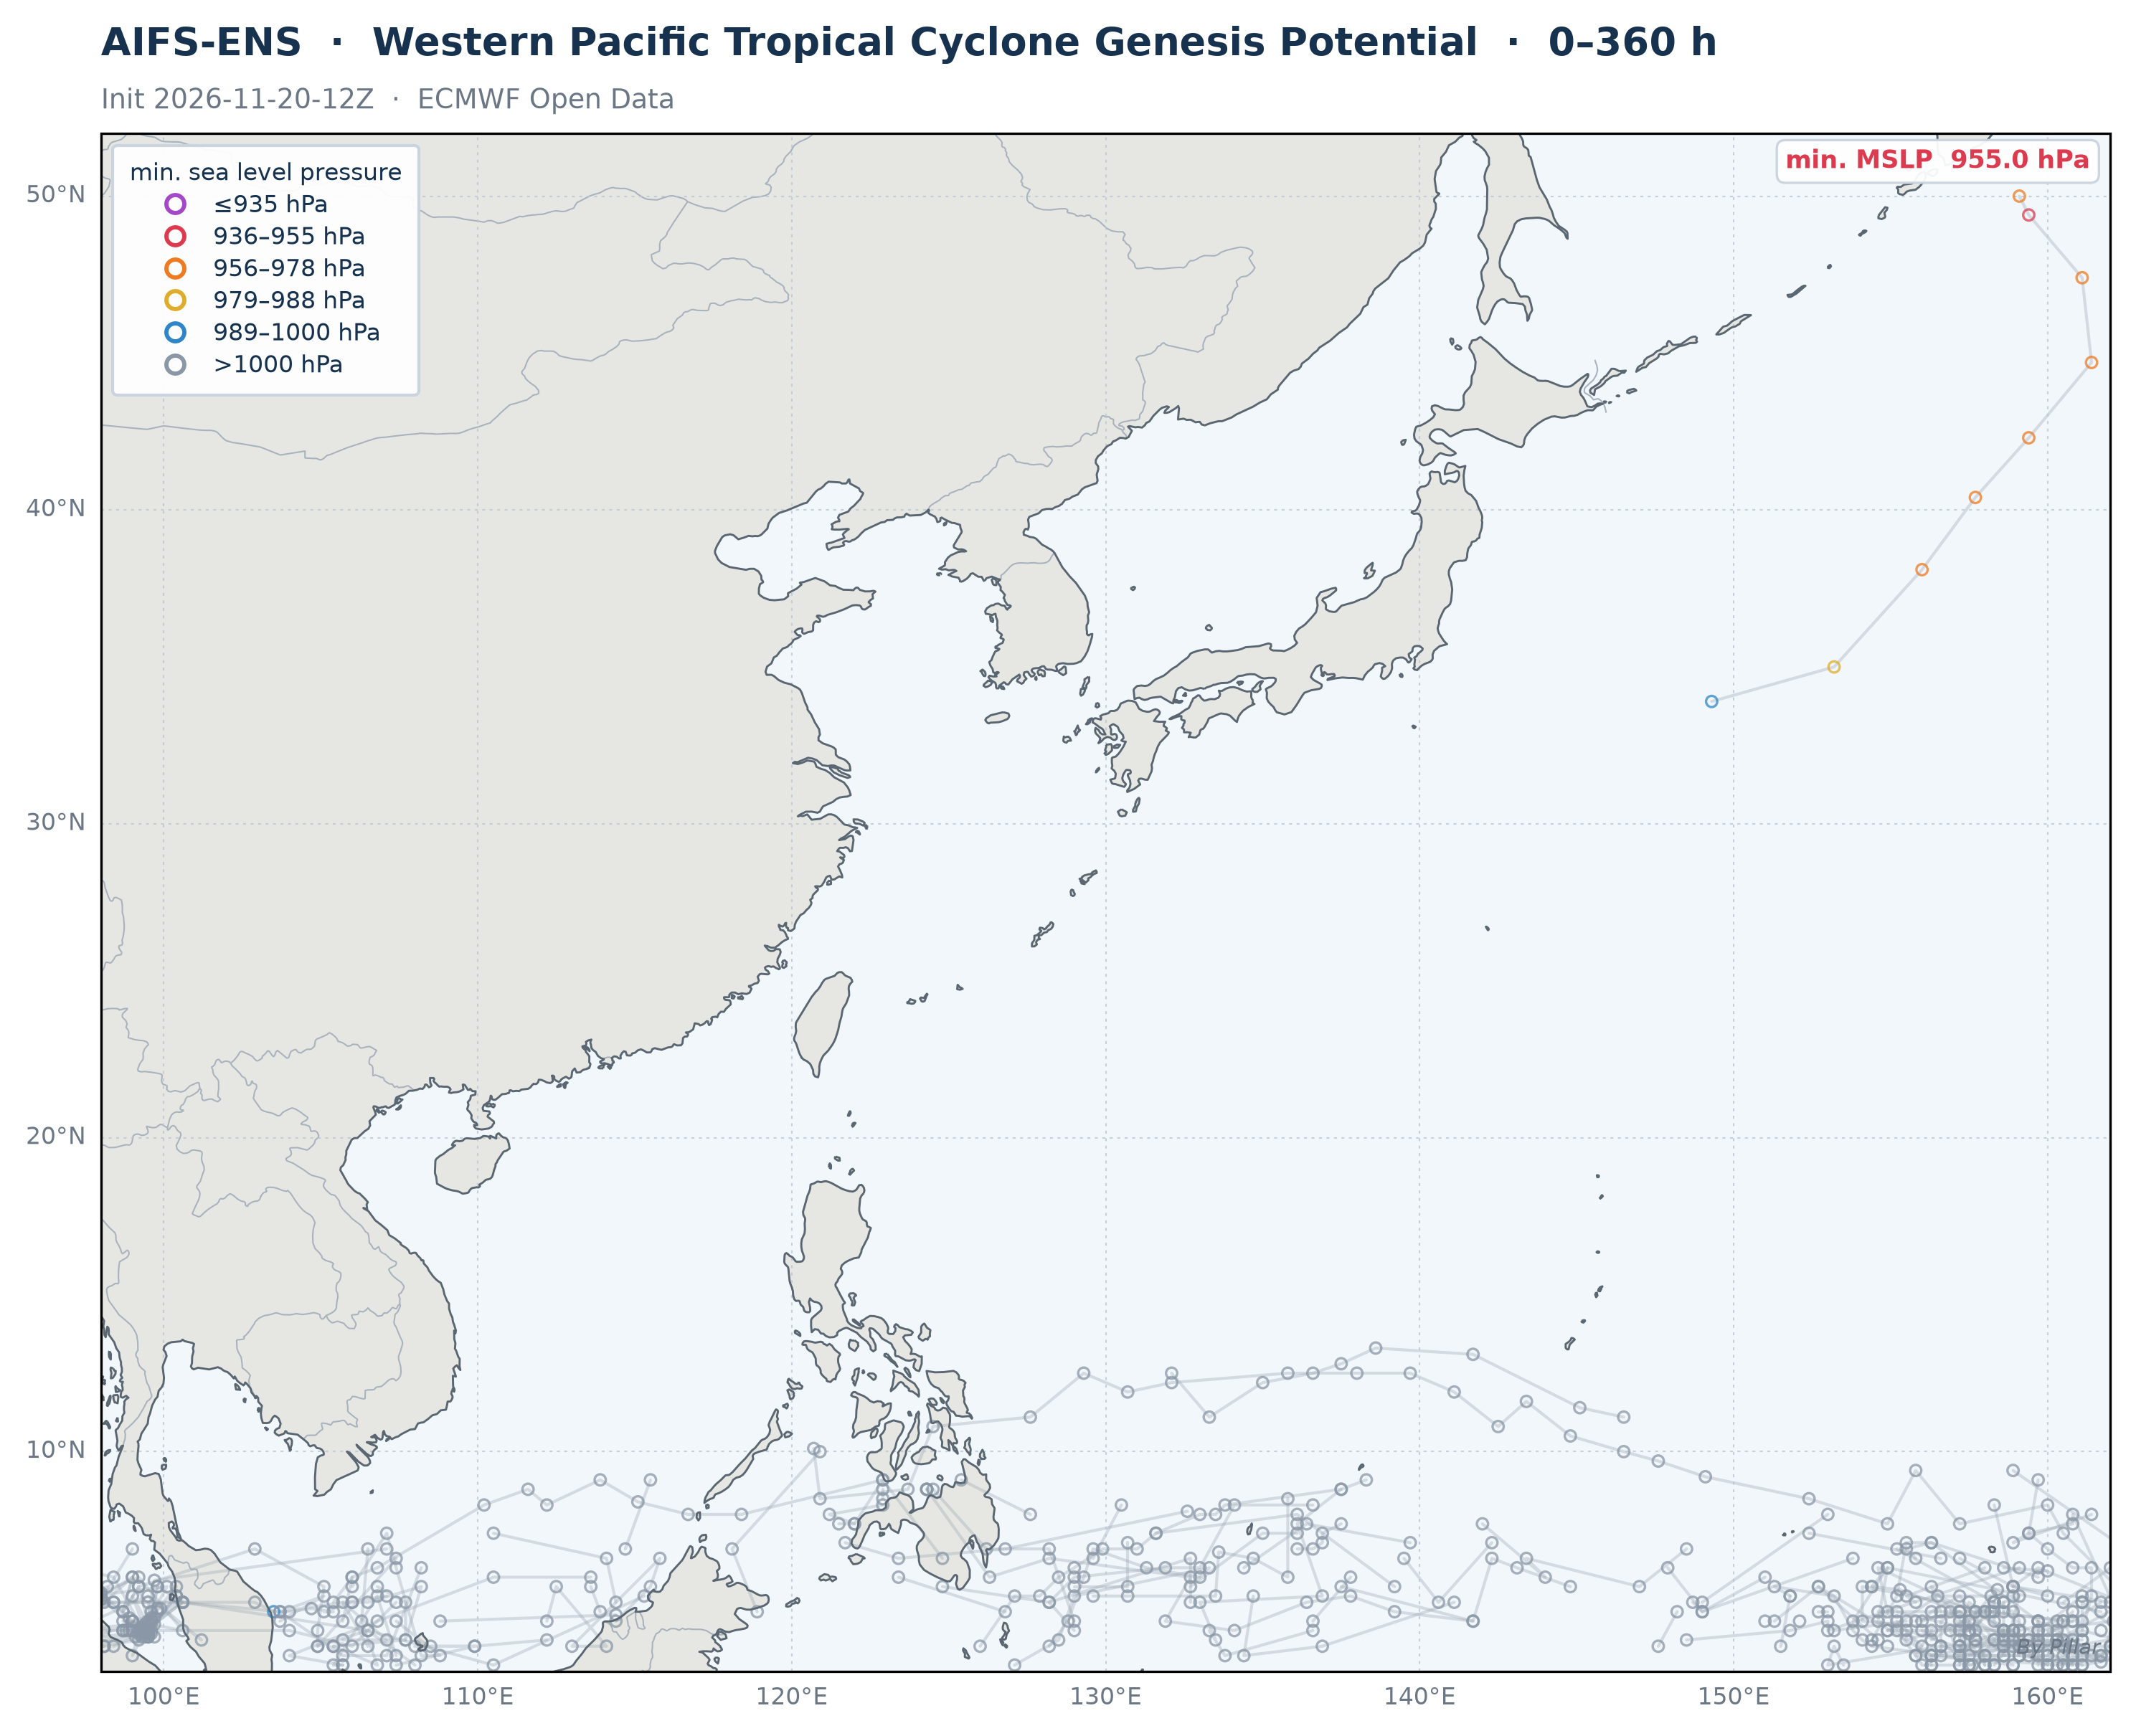 AIFS-ENS · Western Pacific Tropical Cyclone Genesis Potential · 0–360 h
Init 2026-11-20-12Z · ECMWF Open Data
min. sea level pressure
≤935 hPa
936–955 hPa
956–978 hPa
979–988 hPa
989–1000 hPa
>1000 hPa
min. MSLP 955.0 hPa
50°N
40°N
30°N
20°N
10°N
By Pillar
100°E
110°E
120°E
130°E
140°E
150°E
160°E